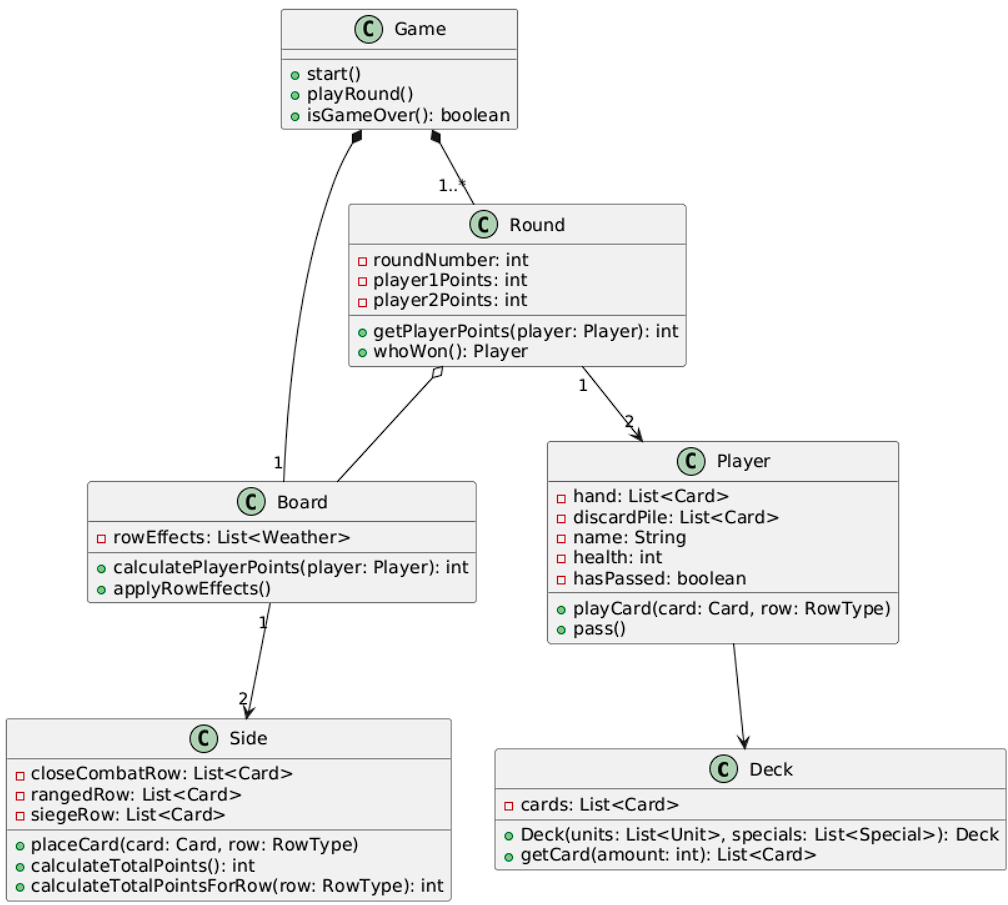 C Game
start()
playRound()
isGameOver(): boolean
1..*
C Round
roundNumber: int
player1Points: int
player2Points: int
getPlayerPoints(player: Player): int
whoWon(): Player
1
2
1
C Player
hand: List<Card>
discardPile: List<Card>
name: String
health: int
hasPassed: boolean
playCard(card: Card, row: RowType)
pass()
C Board
rowEffects: List<Weather>
calculatePlayerPoints(player: Player): int
applyRowEffects()
1
2
C Side
closeCombatRow: List<Card>
rangedRow: List<Card>
siegeRow: List<Card>
placeCard(card: Card, row: RowType)
calculateTotalPoints(): int
calculateTotalPointsForRow(row: RowType): int
C Deck
cards: List<Card>
Deck(units: List<Unit>, specials: List<Special>): Deck
getCard(amount: int): List<Card>